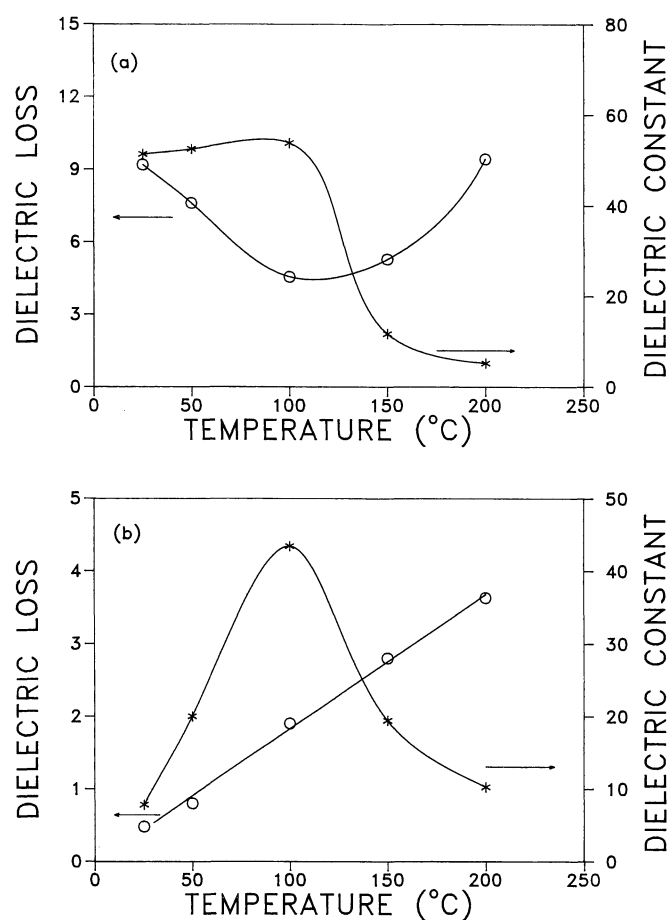 (a)
DIELECTRIC LOSS
15
12
9
6
3
0
DIELECTRIC CONSTANT
80
60
40
20
0
0 50 100 150 200 250
TEMPERATURE (°C)
(b)
DIELECTRIC LOSS
5
4
3
2
1
0
DIELECTRIC CONSTANT
50
40
30
20
10
0
0 50 100 150 200 250
TEMPERATURE (°C)